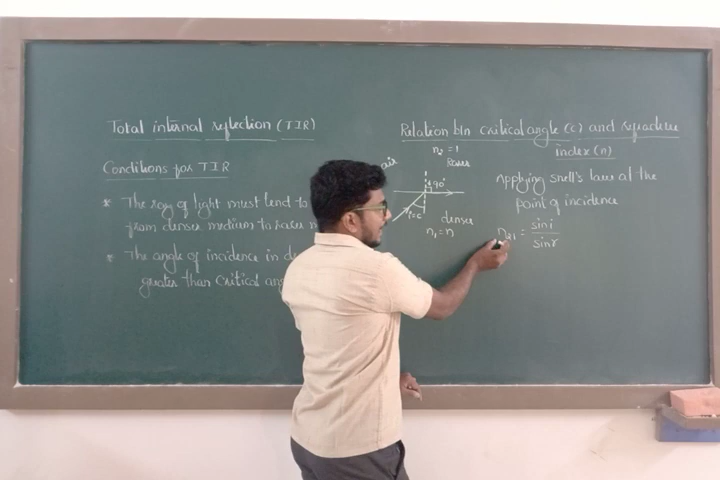 Total internal reflection (TIR)
Conditions for TIR
* The ray of light must tend to
from denser medium to rarer m
* The angle of incidence in de
greater than critical an
Relation b/n critical angle (c) and refractive
index (n)
n₂ = 1
air
Rarer
90°
i=c
denser
n₁ = n
Applying snell's law at the
point of incidence
n₂₁ = sin i / sin r